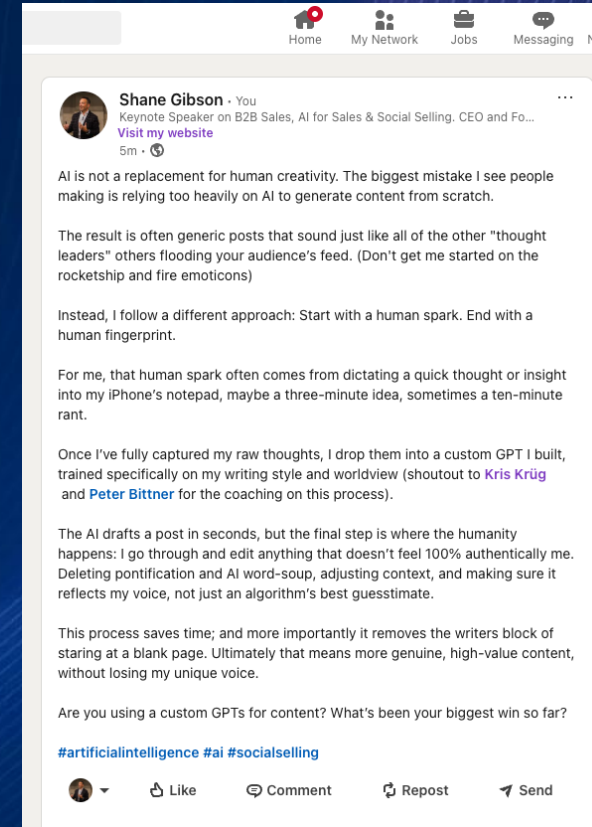 Home
My Network
Jobs
Messaging
Shane Gibson • You
Keynote Speaker on B2B Sales, AI for Sales & Social Selling. CEO and Fo...
Visit my website
5m •
AI is not a replacement for human creativity. The biggest mistake I see people
making is relying too heavily on AI to generate content from scratch.
The result is often generic posts that sound just like all of the other "thought
leaders" others flooding your audience's feed. (Don't get me started on the
rocketship and fire emoticons)
Instead, I follow a different approach: Start with a human spark. End with a
human fingerprint.
For me, that human spark often comes from dictating a quick thought or insight
into my iPhone's notepad, maybe a three-minute idea, sometimes a ten-minute
rant.
Once I've fully captured my raw thoughts, I drop them into a custom GPT I built,
trained specifically on my writing style and worldview (shoutout to Kris Krüg
and Peter Bittner for the coaching on this process).
The AI drafts a post in seconds, but the final step is where the humanity
happens: I go through and edit anything that doesn't feel 100% authentically me.
Deleting pontification and AI word-soup, adjusting context, and making sure it
reflects my voice, not just an algorithm's best guesstimate.
This process saves time; and more importantly it removes the writers block of
staring at a blank page. Ultimately that means more genuine, high-value content,
without losing my unique voice.
Are you using a custom GPTs for content? What's been your biggest win so far?
#artificialintelligence #ai #socialselling
Like
Comment
Repost
Send